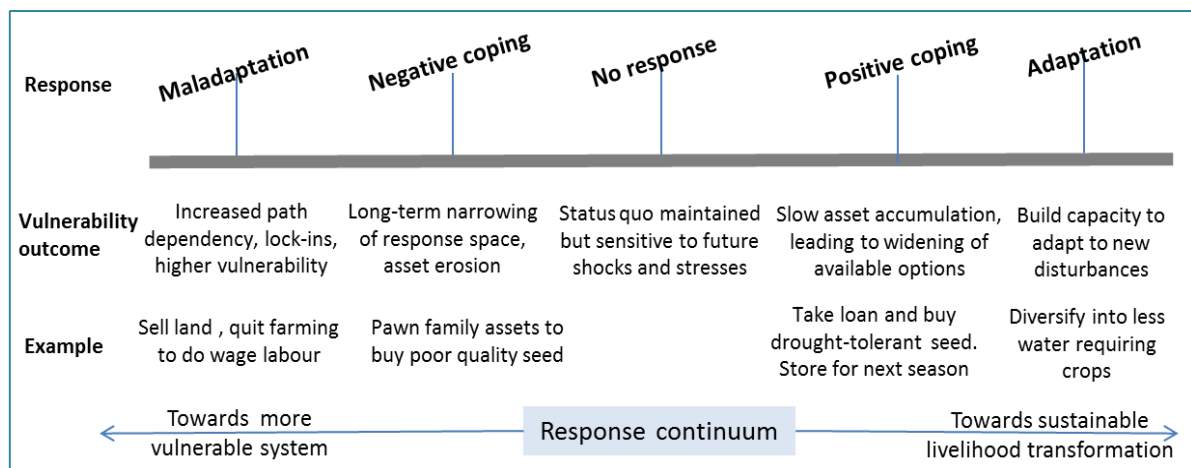 Response
Maladaptation
Negative coping
No response
Positive coping
Adaptation
Vulnerability
outcome
Increased path
dependency, lock-ins,
higher vulnerability
Long-term narrowing
of response space,
asset erosion
Status quo maintained
but sensitive to future
shocks and stresses
Slow asset accumulation,
leading to widening of
available options
Build capacity to
adapt to new
disturbances
Example
Sell land , quit farming
to do wage labour
Pawn family assets to
buy poor quality seed
Take loan and buy
drought-tolerant seed.
Store for next season
Diversify into less
water requiring
crops
Towards more
vulnerable system
Response continuum
Towards sustainable
livelihood transformation